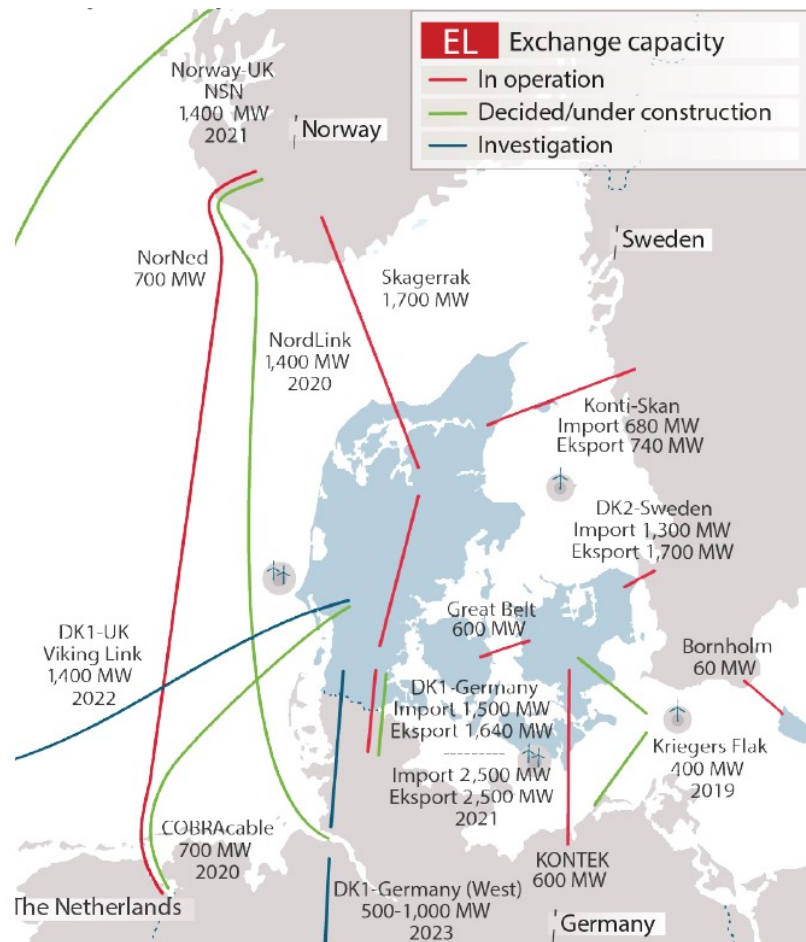 EL Exchange capacity
In operation
Decided/under construction
Investigation
Norway-UK
NSN
1,400 MW
2021
Norway
Sweden
NorNed
700 MW
Skagerrak
1,700 MW
NordLink
1,400 MW
2020
Konti-Skan
Import 680 MW
Eksport 740 MW
DK2-Sweden
Import 1,300 MW
Eksport 1,700 MW
Great Belt
600 MW
DK1-UK
Viking Link
1,400 MW
2022
Bornholm
60 MW
DK1-Germany
Import 1,500 MW
Eksport 1,640 MW
Import 2,500 MW
Eksport 2,500 MW
2021
Kriegers Flak
400 MW
2019
COBRAcable
700 MW
2020
KONTEK
600 MW
The Netherlands
DK1-Germany (West)
500-1,000 MW
2023
Germany